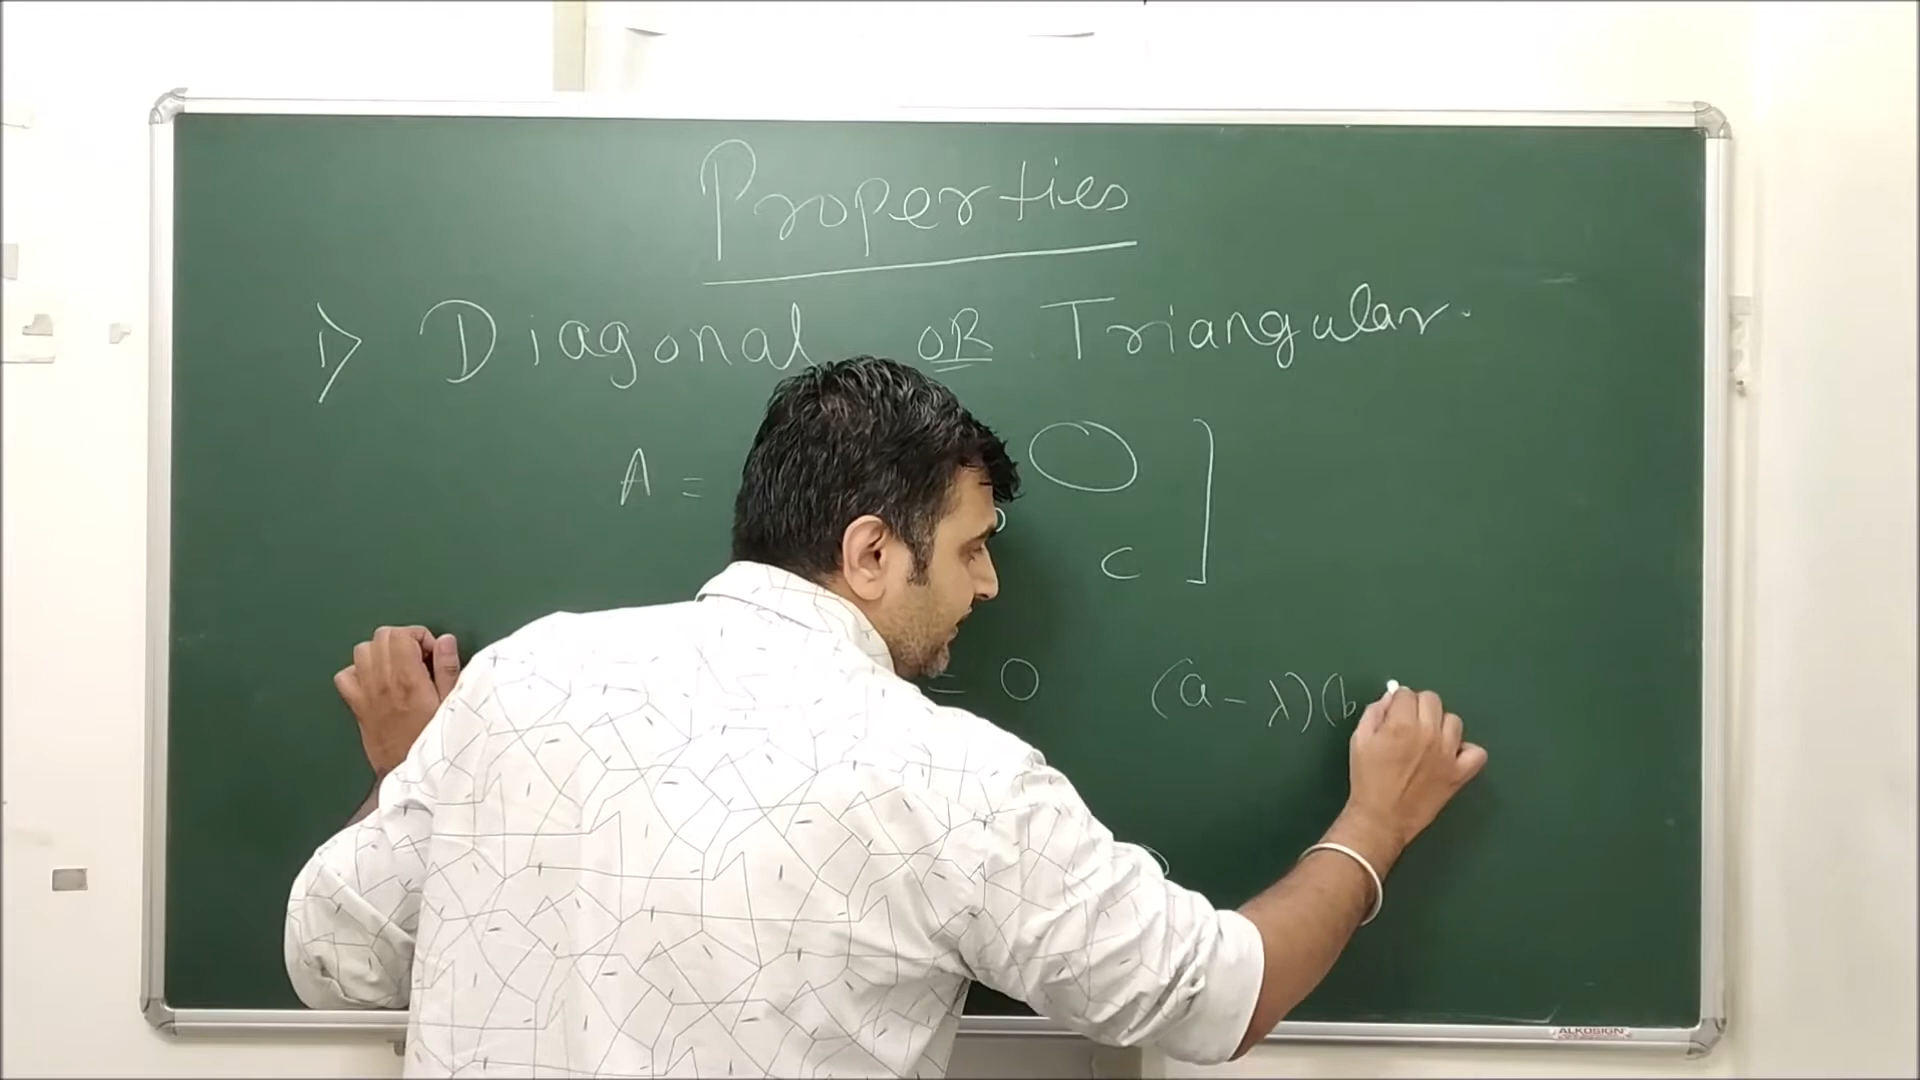 Properties
1) Diagonal OR Triangular.
A =
C ]
= 0 (a - λ)(b
ALKOSIGN